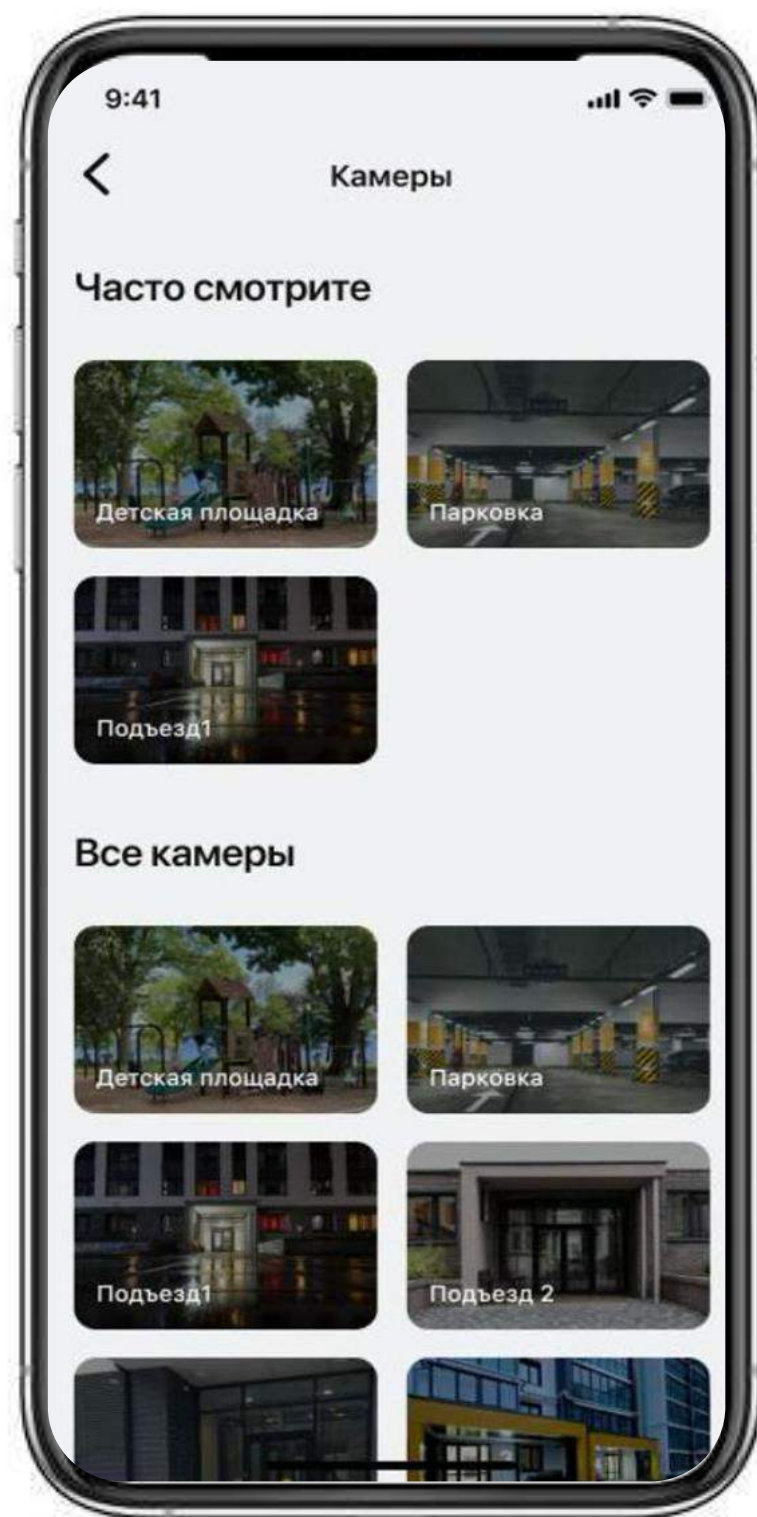 9:41
Камеры
Часто смотрите
Детская площадка
Парковка
Подъезд1
Все камеры
Детская площадка
Парковка
Подъезд1
Подъезд 2